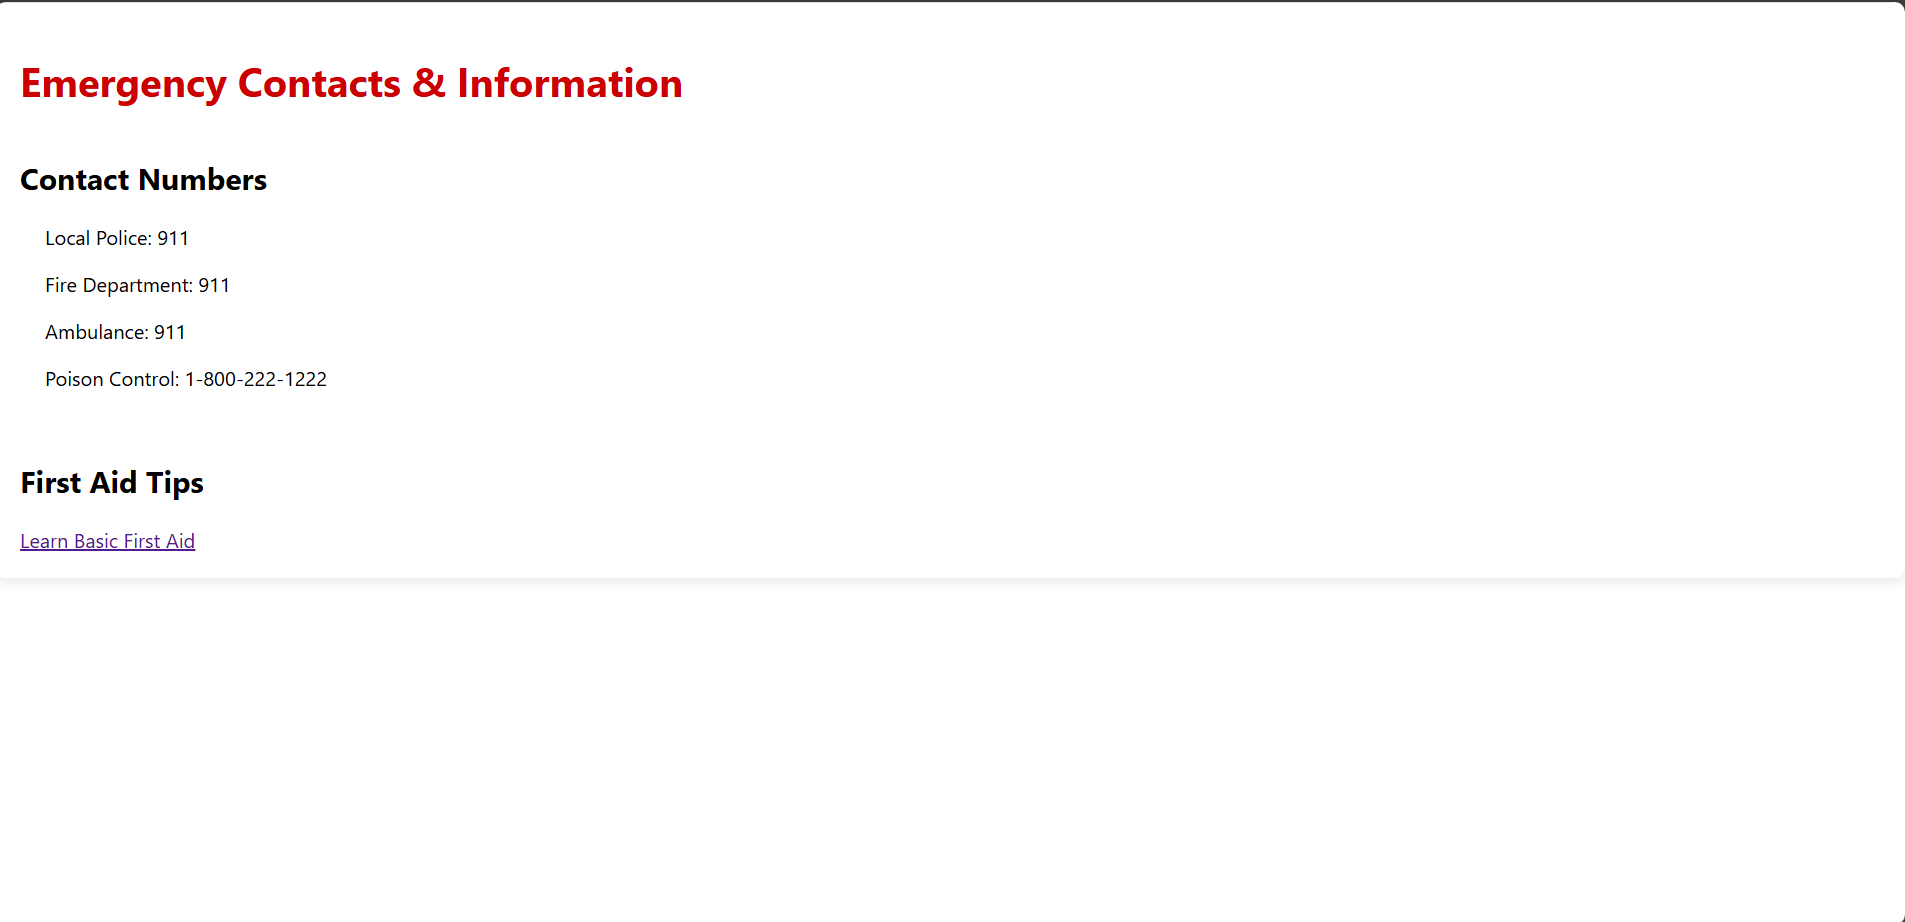 Emergency Contacts & Information
Contact Numbers
Local Police: 911
Fire Department: 911
Ambulance: 911
Poison Control: 1-800-222-1222
First Aid Tips
Learn Basic First Aid